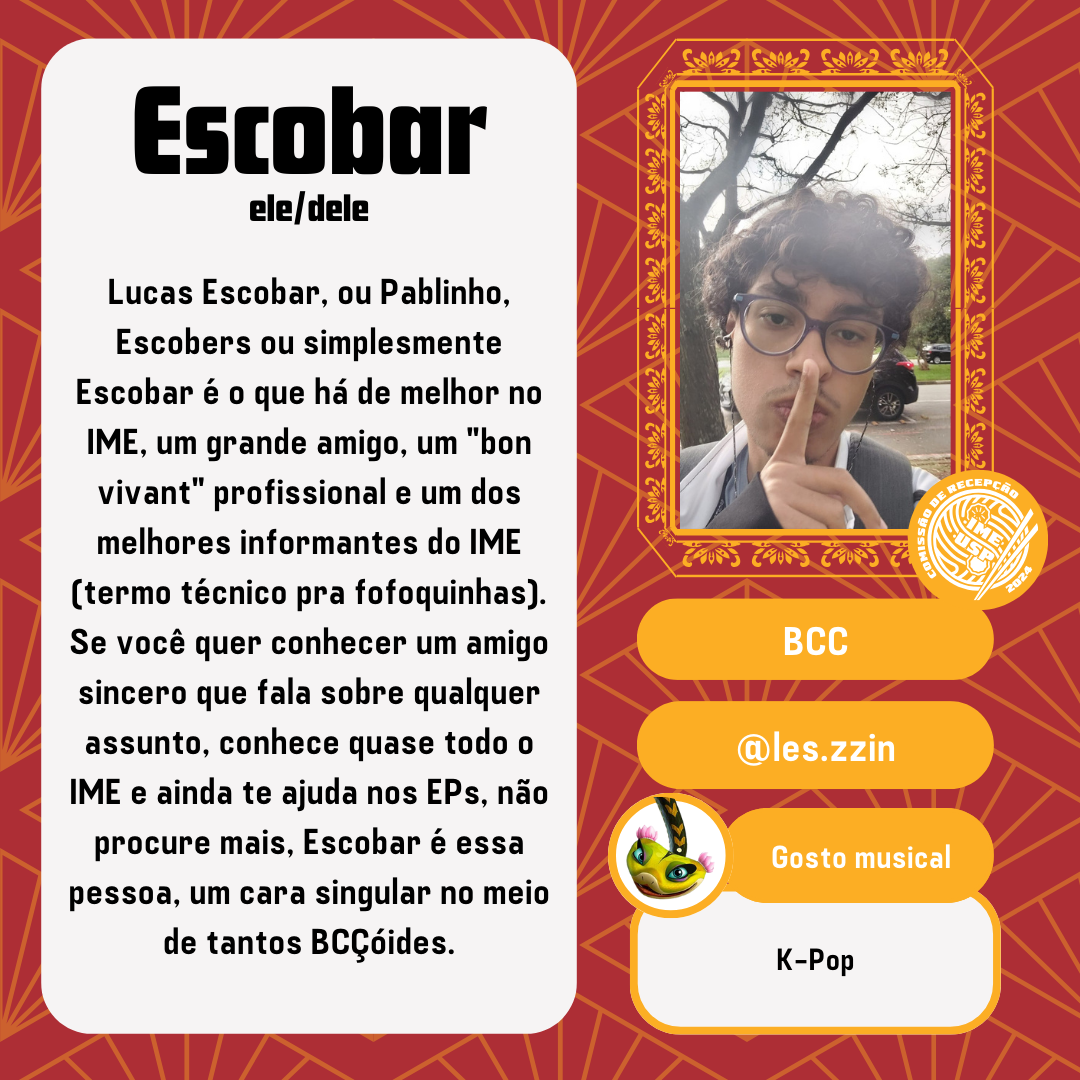 Escobar
ele/dele
Lucas Escobar, ou Pablinho,
Escobers ou simplesmente
Escobar é o que há de melhor no
IME, um grande amigo, um "bon
vivant" profissional e um dos
melhores informantes do IME
(termo técnico pra fofoquinhas).
Se você quer conhecer um amigo
sincero que fala sobre qualquer
assunto, conhece quase todo o
IME e ainda te ajuda nos EPs, não
procure mais, Escobar é essa
pessoa, um cara singular no meio
de tantos BCÇóides.
COMISSÃO DE RECEPÇÃO
IME
USP
2024
BCC
@les.zzin
Gosto musical
K-Pop